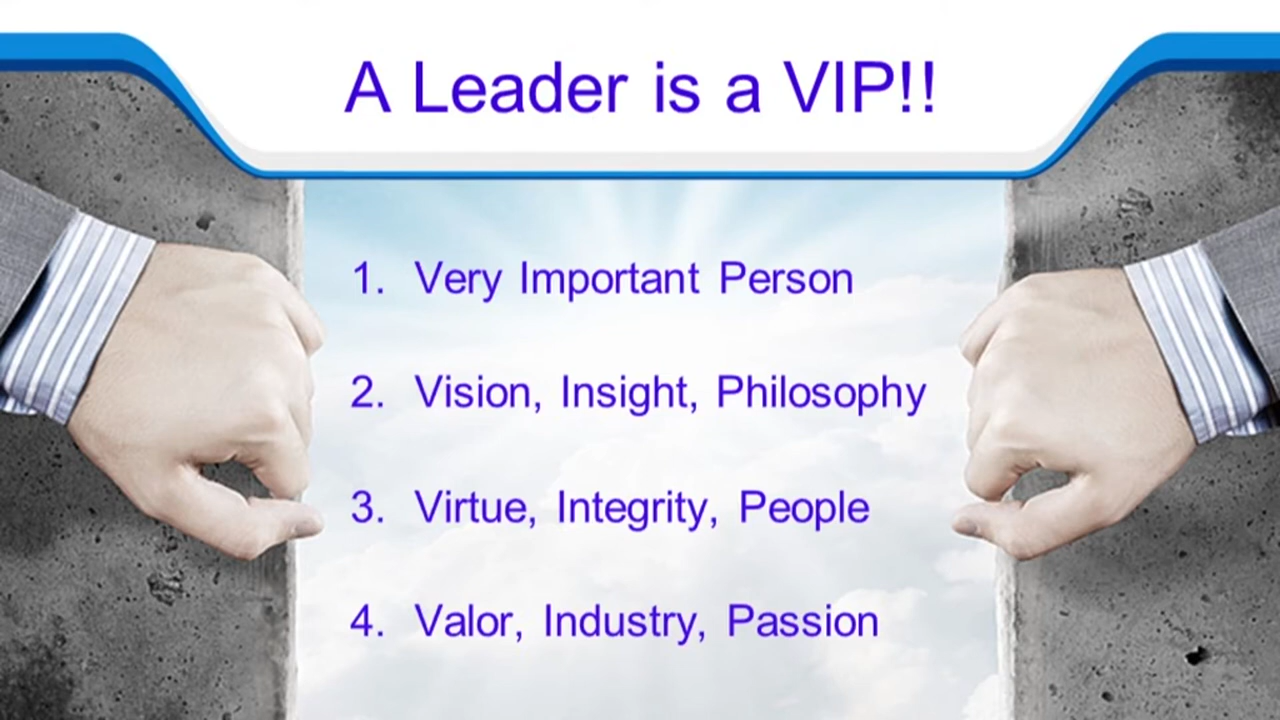 A Leader is a VIP!!
1. Very Important Person
2. Vision, Insight, Philosophy
3. Virtue, Integrity, People
4. Valor, Industry, Passion